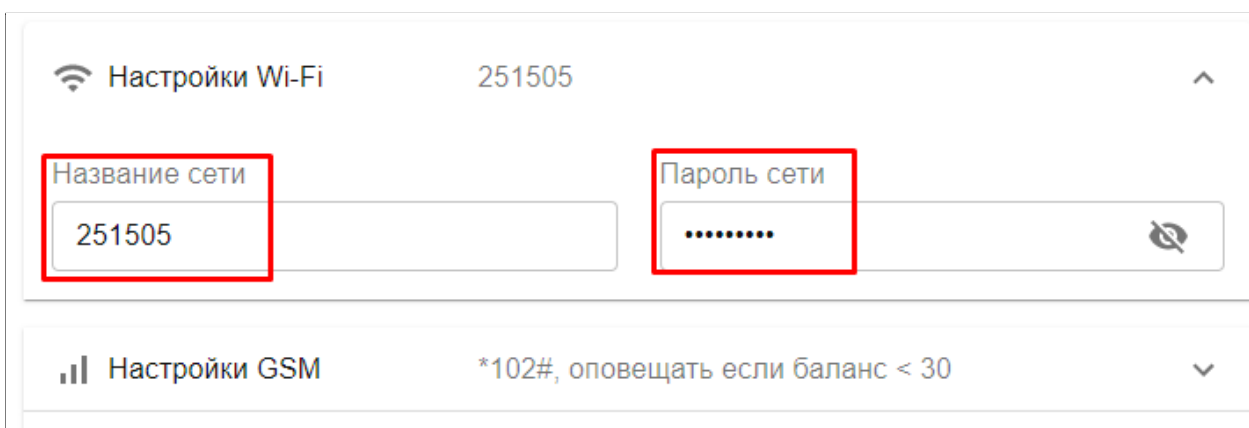 Настройки Wi-Fi 251505
Название сети Пароль сети
251505 •••••••••
Настройки GSM *102#, оповещать если баланс < 30